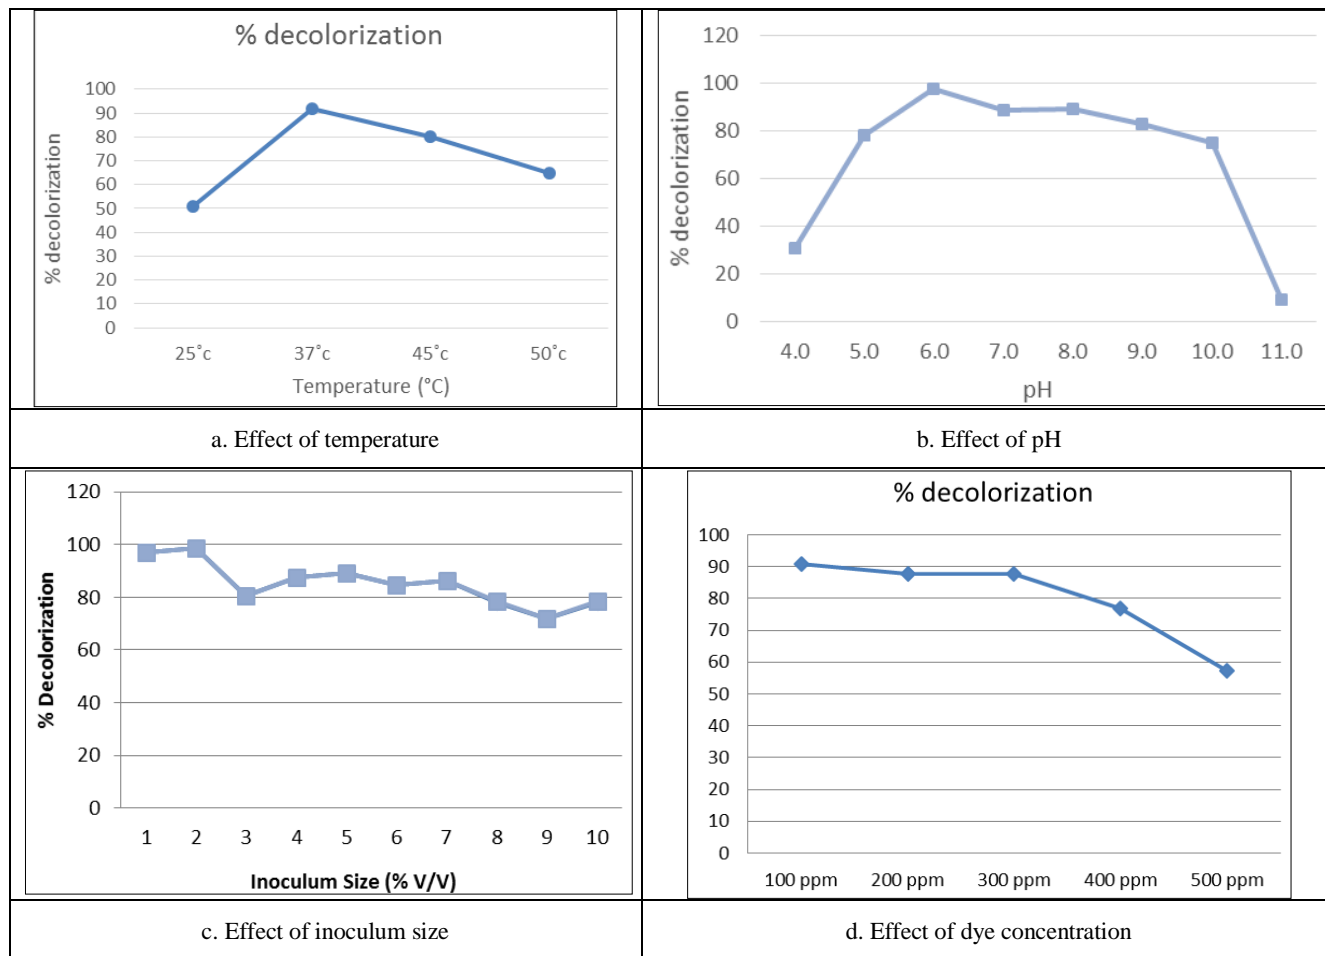 % decolorization
100
90
80
70
60
50
40
30
20
10
0
% decolorization
25˚c 37˚c 45˚c 50˚c
Temperature (°C)
120
100
80
60
40
20
0
% decolorization
4.0 5.0 6.0 7.0 8.0 9.0 10.0 11.0
pH
a. Effect of temperature
b. Effect of pH
120
100
80
60
40
20
0
% Decolorization
1 2 3 4 5 6 7 8 9 10
Inoculum Size (% V/V)
% decolorization
100
90
80
70
60
50
40
30
20
10
0
100 ppm 200 ppm 300 ppm 400 ppm 500 ppm
c. Effect of inoculum size
d. Effect of dye concentration